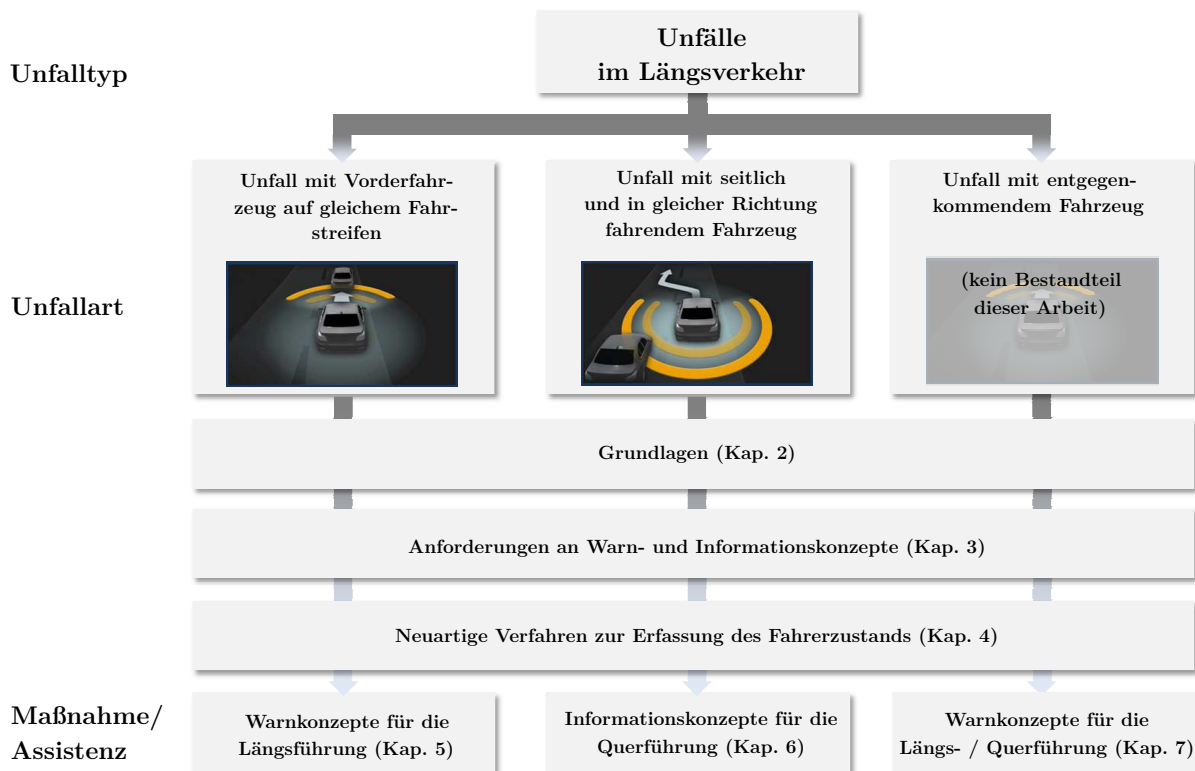 Unfalltyp
Unfälle
im Längsverkehr
Unfallart
Unfall mit Vorderfahr-
zeug auf gleichem Fahr-
streifen
Unfall mit seitlich
und in gleicher Richtung
fahrendem Fahrzeug
Unfall mit entgegen-
kommendem Fahrzeug
(kein Bestandteil
dieser Arbeit)
Grundlagen (Kap. 2)
Anforderungen an Warn- und Informationskonzepte (Kap. 3)
Neuartige Verfahren zur Erfassung des Fahrerzustands (Kap. 4)
Maßnahme/
Assistenz
Warnkonzepte für die
Längsführung (Kap. 5)
Informationskonzepte für die
Querführung (Kap. 6)
Warnkonzepte für die
Längs- / Querführung (Kap. 7)